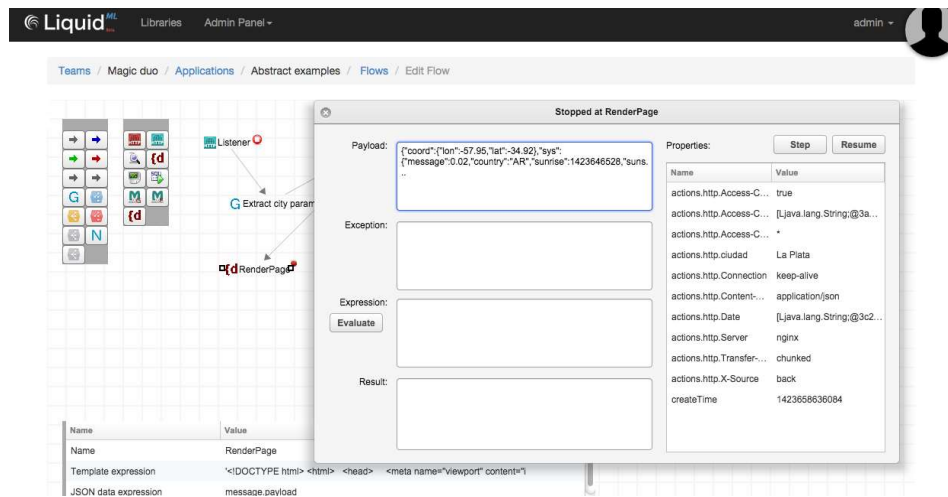 Liquid ML Beta
Libraries
Admin Panel
admin
Teams / Magic duo / Applications / Abstract examples / Flows / Edit Flow
Stopped at RenderPage
Listener
G Extract city param
{d RenderPage
G
{d
M M
{d
N
Payload:
{"coord":{"lon":-57.95,"lat":-34.92},"sys":
{"message":0.02,"country":"AR","sunrise":1423646528,"suns.
..
Exception:
Expression:
Evaluate
Result:
Properties:
Step
Resume
Name Value
actions.http.Access-C... true
actions.http.Access-C... [Ljava.lang.String;@3a...
actions.http.Access-C... *
actions.http.ciudad La Plata
actions.http.Connection keep-alive
actions.http.Content-... application/json
actions.http.Date [Ljava.lang.String;@3c2...
actions.http.Server nginx
actions.http.Transfer-... chunked
actions.http.X-Source back
createTime 1423658636084
Name Value
Name RenderPage
Template expression '<!DOCTYPE html> <html> <head> <meta name="viewport" content="i
JSON data expression message.payload